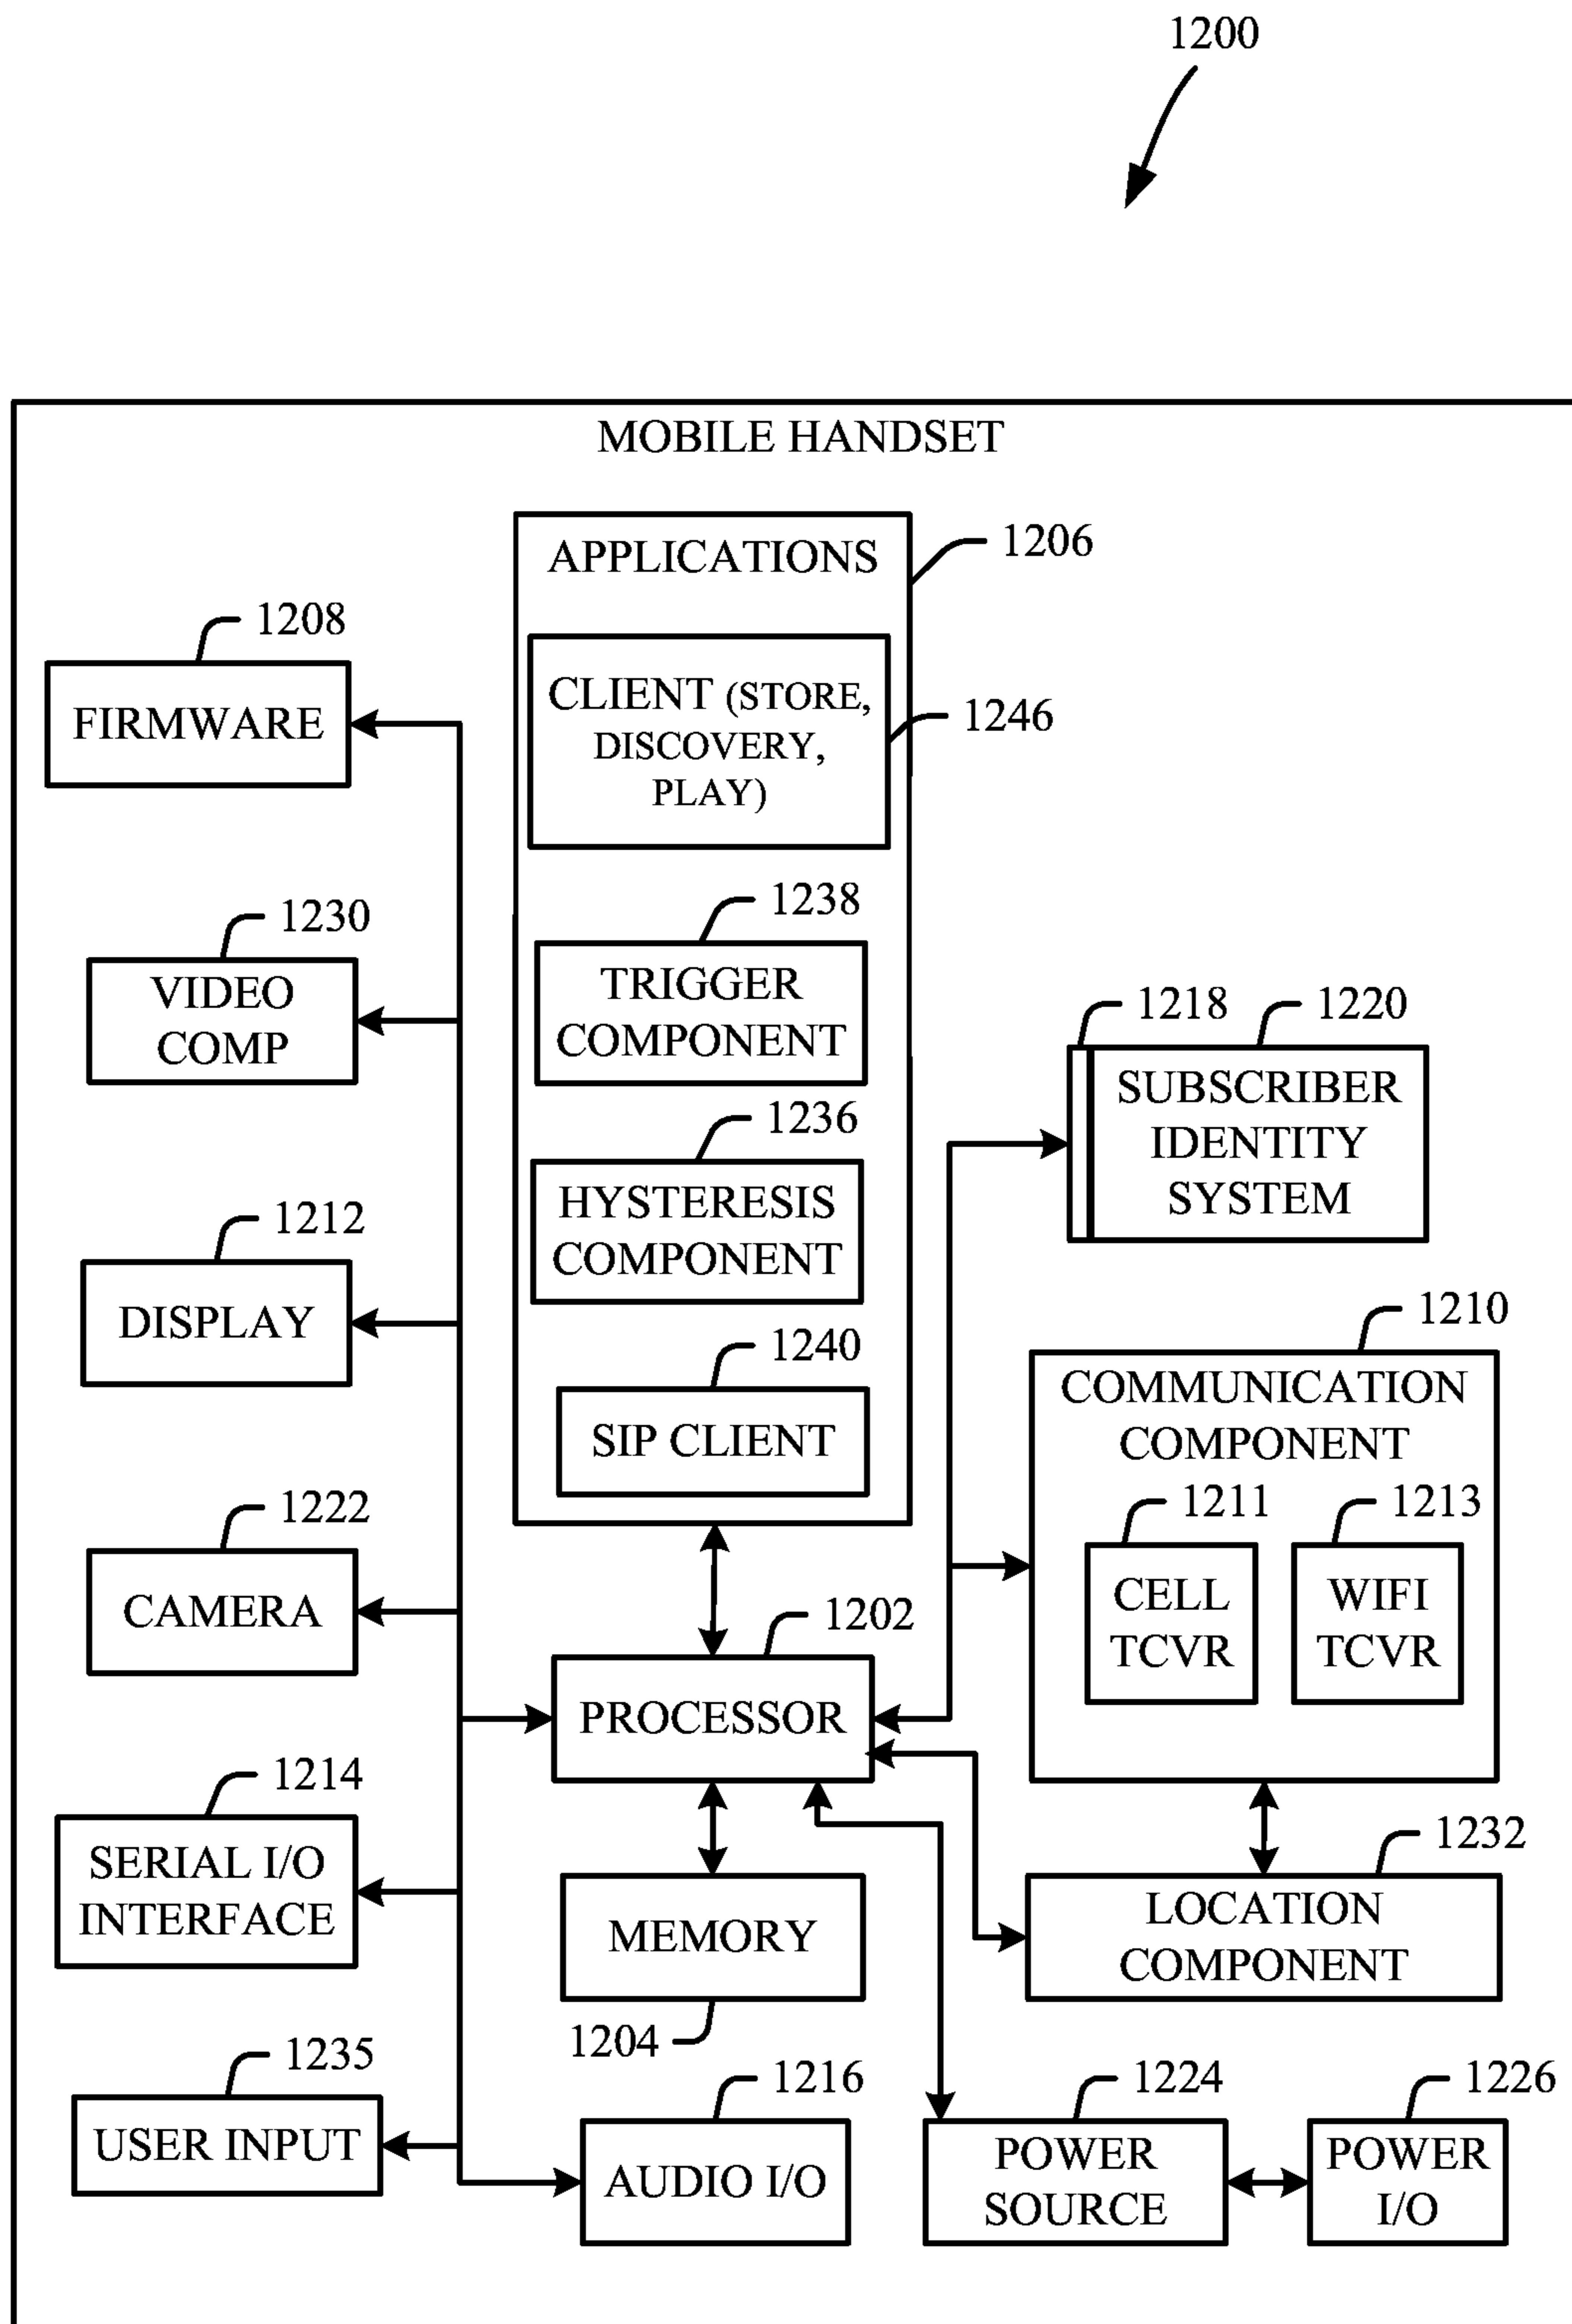 1200
MOBILE HANDSET
APPLICATIONS
1206
CLIENT (STORE,
DISCOVERY,
PLAY)
1246
1208
FIRMWARE
1238
TRIGGER
COMPONENT
1230
VIDEO
COMP
1236
HYSTERESIS
COMPONENT
1218
1220
SUBSCRIBER
IDENTITY
SYSTEM
1212
DISPLAY
1240
SIP CLIENT
1210
COMMUNICATION
COMPONENT
1211
CELL
TCVR
1213
WIFI
TCVR
1222
CAMERA
1202
PROCESSOR
1214
SERIAL I/O
INTERFACE
MEMORY
1204
1232
LOCATION
COMPONENT
1235
USER INPUT
1216
AUDIO I/O
1224
POWER
SOURCE
1226
POWER
I/O